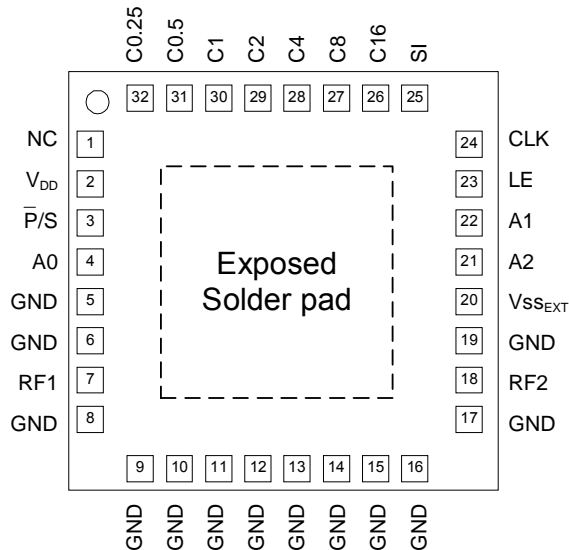 C0.25 C0.5 C1 C2 C4 C8 C16 SI
32 31 30 29 28 27 26 25
NC 1 24 CLK
VDD 2 23 LE
P̅/S 3 22 A1
A0 4 21 A2
GND 5 20 VssEXT
GND 6 19 GND
RF1 7 18 RF2
GND 8 17 GND
Exposed
Solder pad
9 10 11 12 13 14 15 16
GND GND GND GND GND GND GND GND